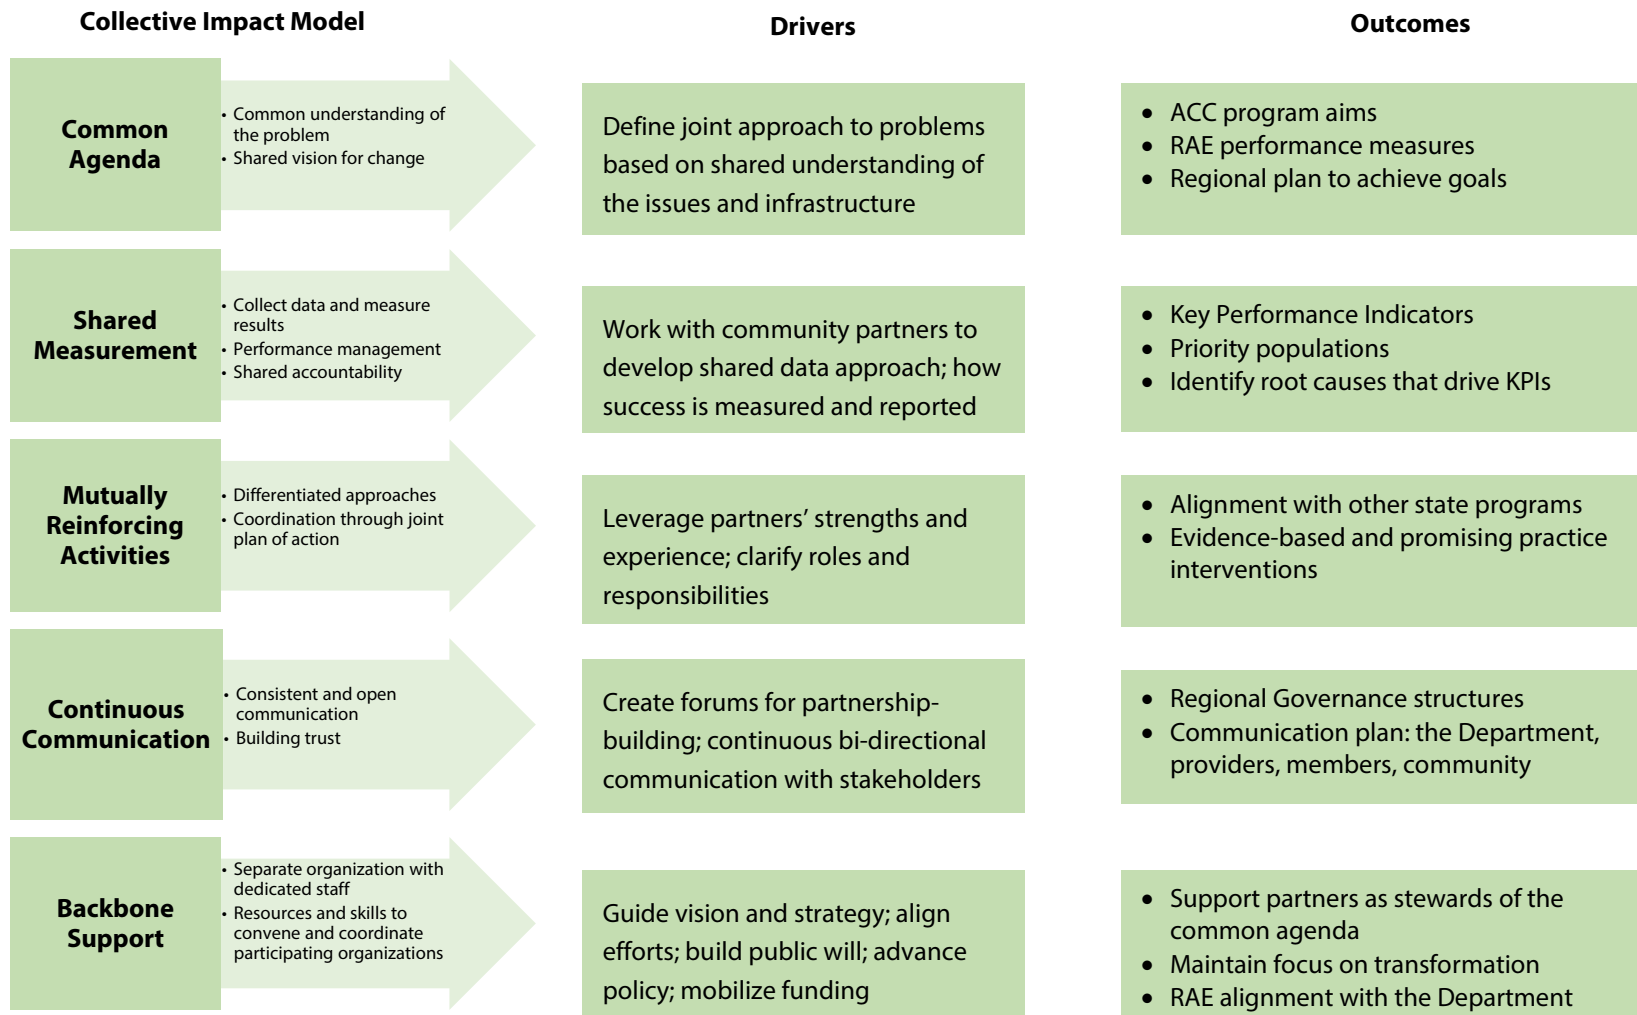 Collective Impact Model
Drivers
Outcomes
Common
Agenda
• Common understanding of
the problem
• Shared vision for change
Define joint approach to problems
based on shared understanding of
the issues and infrastructure
• ACC program aims
• RAE performance measures
• Regional plan to achieve goals
Shared
Measurement
• Collect data and measure
results
• Performance management
• Shared accountability
Work with community partners to
develop shared data approach; how
success is measured and reported
• Key Performance Indicators
• Priority populations
• Identify root causes that drive KPIs
Mutually
Reinforcing
Activities
• Differentiated approaches
• Coordination through joint
plan of action
Leverage partners’ strengths and
experience; clarify roles and
responsibilities
• Alignment with other state programs
• Evidence-based and promising practice
interventions
Continuous
Communication
• Consistent and open
communication
• Building trust
Create forums for partnership-
building; continuous bi-directional
communication with stakeholders
• Regional Governance structures
• Communication plan: the Department,
providers, members, community
Backbone
Support
• Separate organization with
dedicated staff
• Resources and skills to
convene and coordinate
participating organizations
Guide vision and strategy; align
efforts; build public will; advance
policy; mobilize funding
• Support partners as stewards of the
common agenda
• Maintain focus on transformation
• RAE alignment with the Department